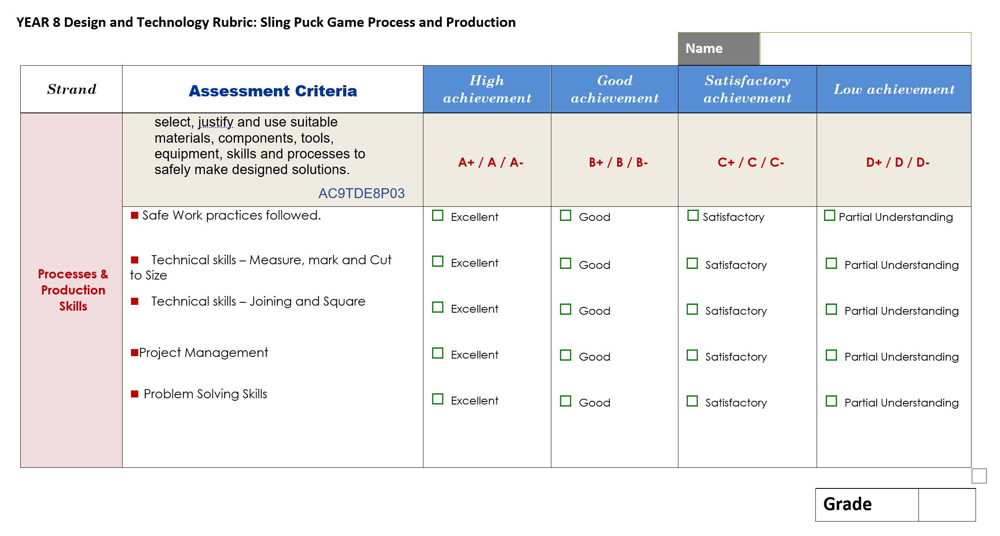 YEAR 8 Design and Technology Rubric: Sling Puck Game Process and Production
Name
Strand
Assessment Criteria
High
achievement
Good
achievement
Satisfactory
achievement
Low achievement
Processes &
Production
Skills
select, justify and use suitable
materials, components, tools,
equipment, skills and processes to
safely make designed solutions.
AC9TDE8P03
A+ / A / A-
B+ / B / B-
C+ / C / C-
D+ / D / D-
Safe Work practices followed.
Excellent
Good
Satisfactory
Partial Understanding
Technical skills – Measure, mark and Cut
to Size
Excellent
Good
Satisfactory
Partial Understanding
Technical skills – Joining and Square
Excellent
Good
Satisfactory
Partial Understanding
Project Management
Excellent
Good
Satisfactory
Partial Understanding
Problem Solving Skills
Excellent
Good
Satisfactory
Partial Understanding
Grade